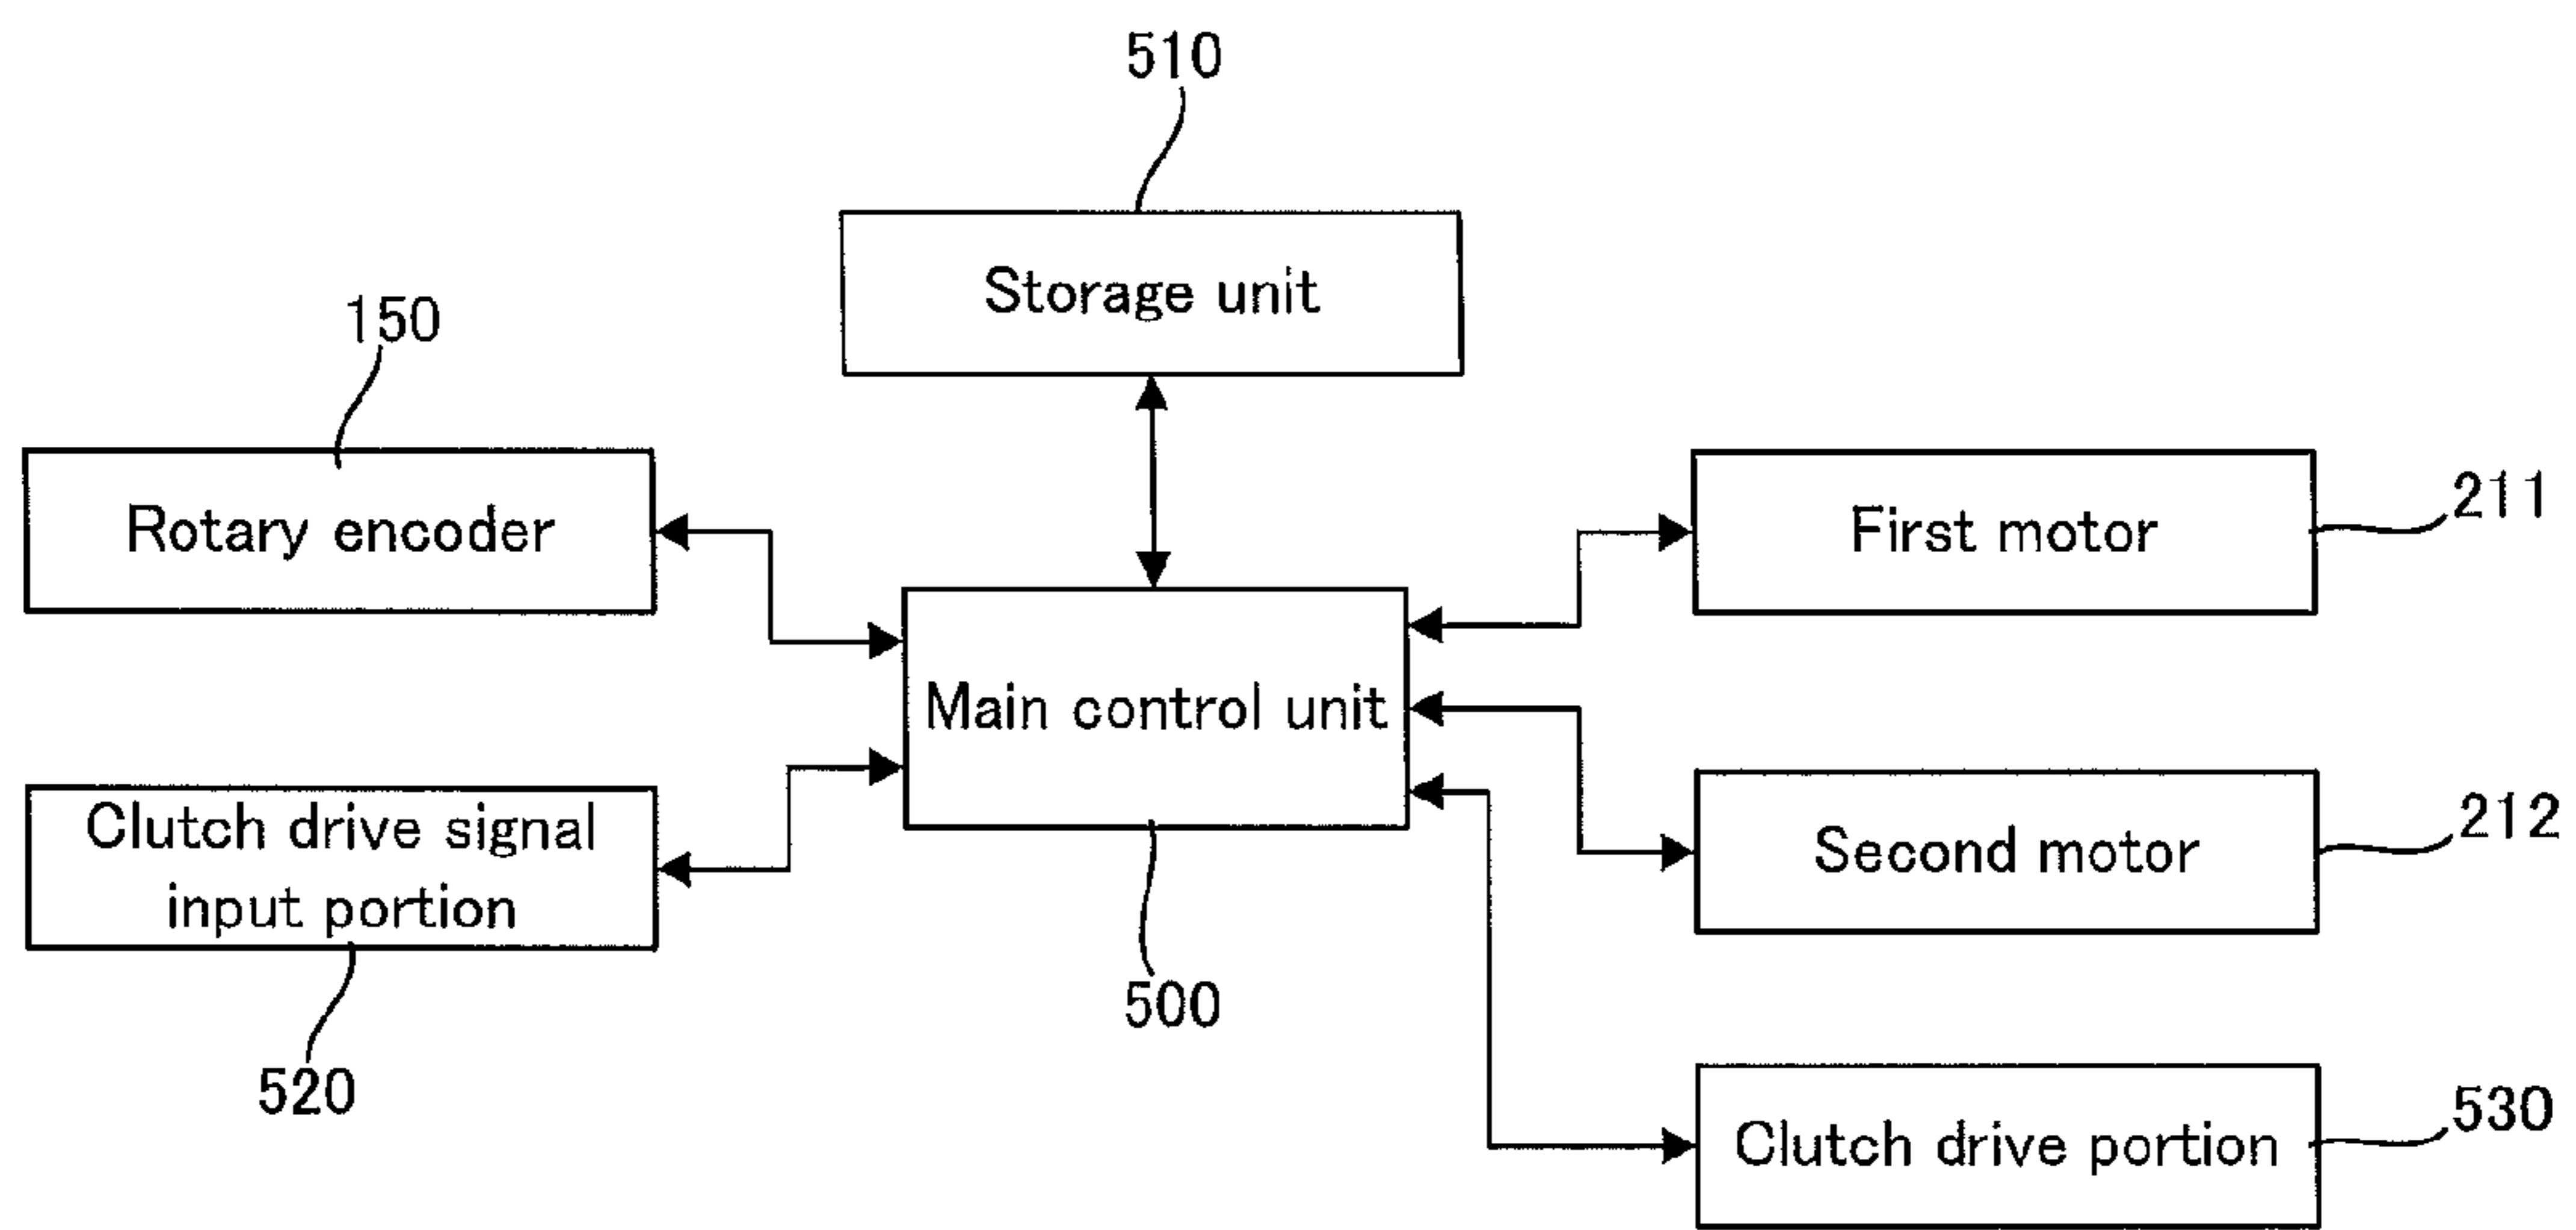 510
Storage unit
150
Rotary encoder
First motor
211
Main control unit
500
Clutch drive signal
input portion
520
Second motor
212
Clutch drive portion
530